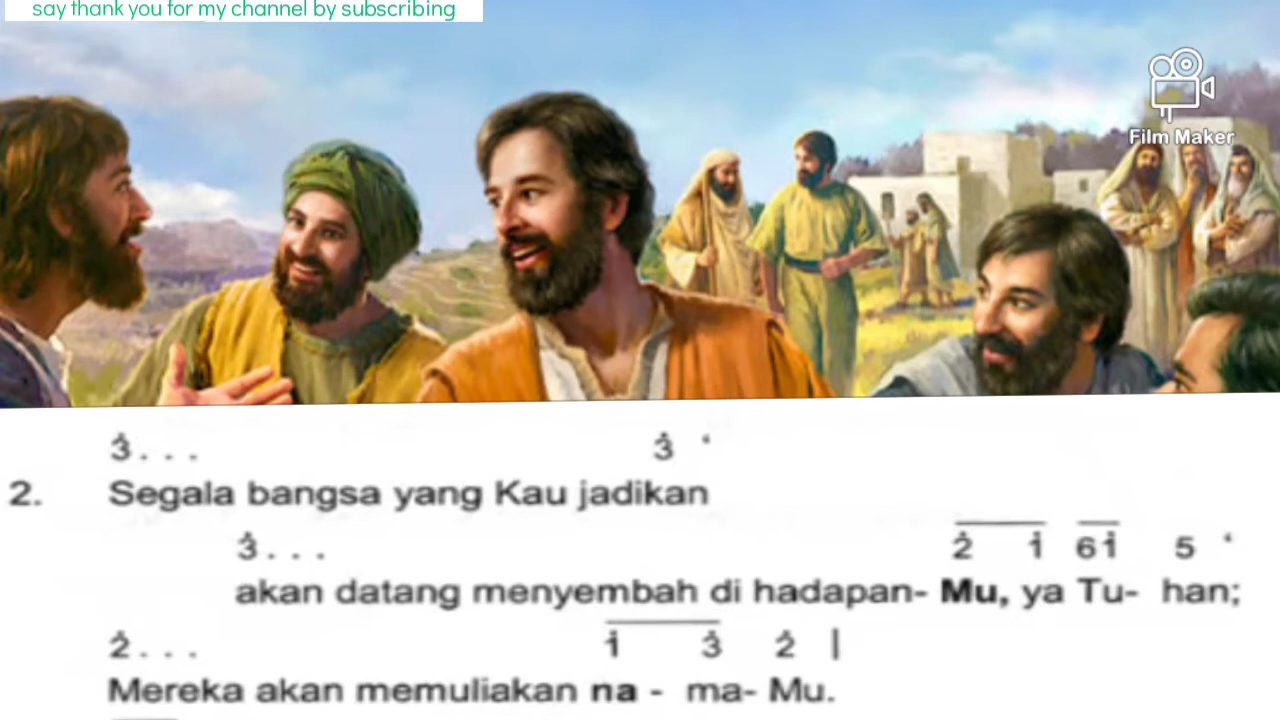 say thank you for my channel by subscribing
Film Maker
3̇ . . . 3̇ ‘
2. Segala bangsa yang Kau jadikan
3̇ . . . 2̇ 1̇ 61̇ 5 ‘
akan datang menyembah di hadapan- Mu, ya Tu- han;
2̇ . . . 1̇ 3̇ 2̇ |
Mereka akan memuliakan na - ma- Mu.